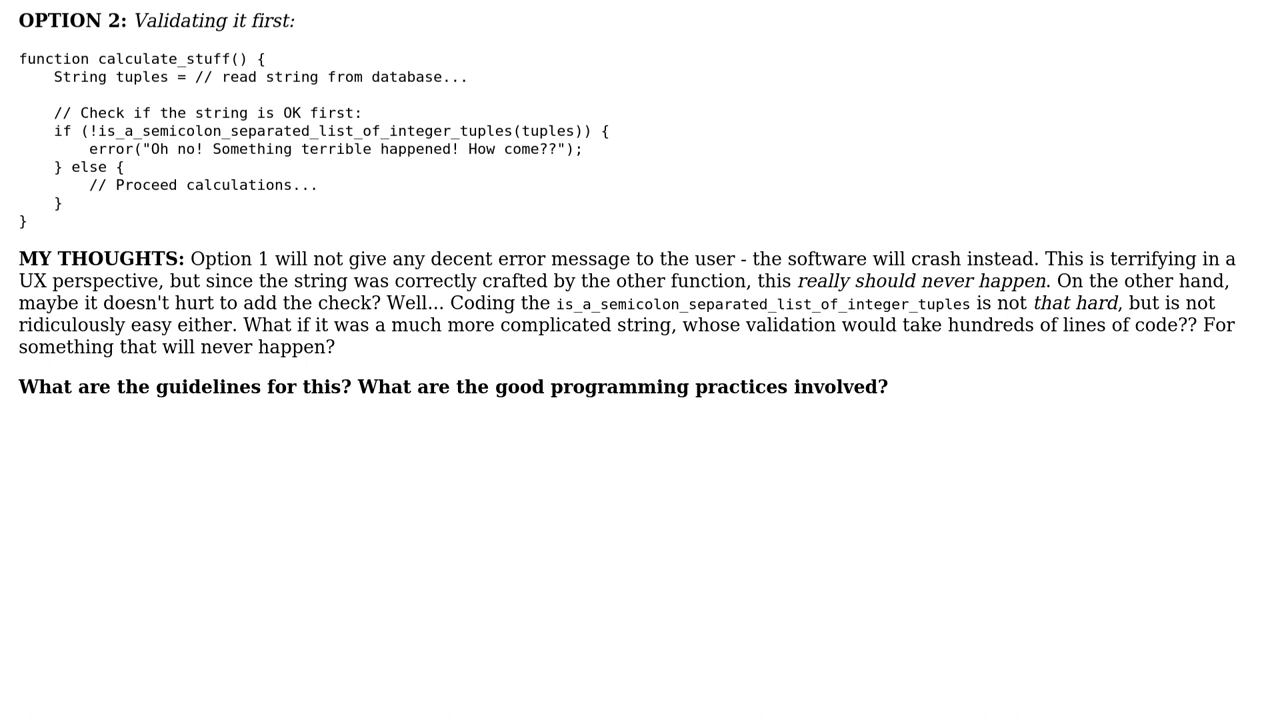 OPTION 2: Validating it first:
function calculate_stuff() {
    String tuples = // read string from database...
    // Check if the string is OK first:
    if (!is_a_semicolon_separated_list_of_integer_tuples(tuples)) {
        error("Oh no! Something terrible happened! How come??");
    } else {
        // Proceed calculations...
    }
}
MY THOUGHTS: Option 1 will not give any decent error message to the user - the software will crash instead. This is terrifying in a
UX perspective, but since the string was correctly crafted by the other function, this really should never happen. On the other hand,
maybe it doesn't hurt to add the check? Well... Coding the is_a_semicolon_separated_list_of_integer_tuples is not that hard, but is not
ridiculously easy either. What if it was a much more complicated string, whose validation would take hundreds of lines of code?? For
something that will never happen?
What are the guidelines for this? What are the good programming practices involved?